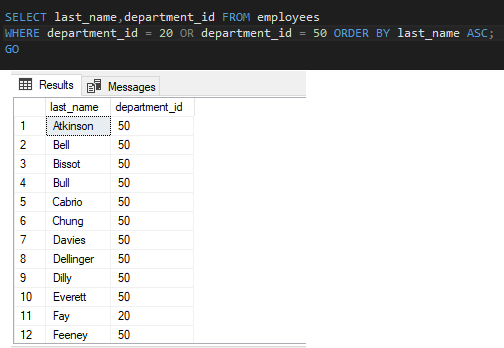 SELECT last_name,department_id FROM employees
WHERE department_id = 20 OR department_id = 50 ORDER BY last_name ASC;
GO
Results Messages
last_name department_id
1 Atkinson 50
2 Bell 50
3 Bissot 50
4 Bull 50
5 Cabrio 50
6 Chung 50
7 Davies 50
8 Dellinger 50
9 Dilly 50
10 Everett 50
11 Fay 20
12 Feeney 50